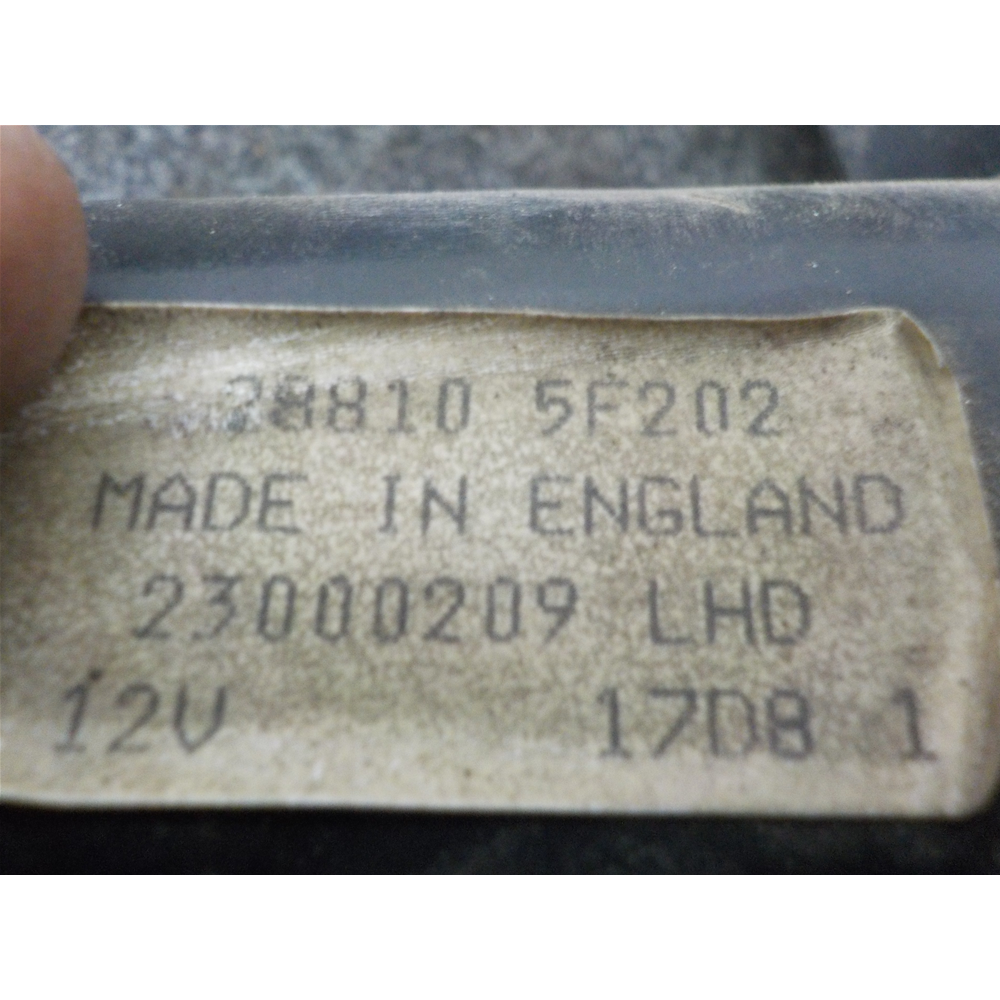 28810 5F202
MADE IN ENGLAND
23000209 LHD
12V 17D8 1